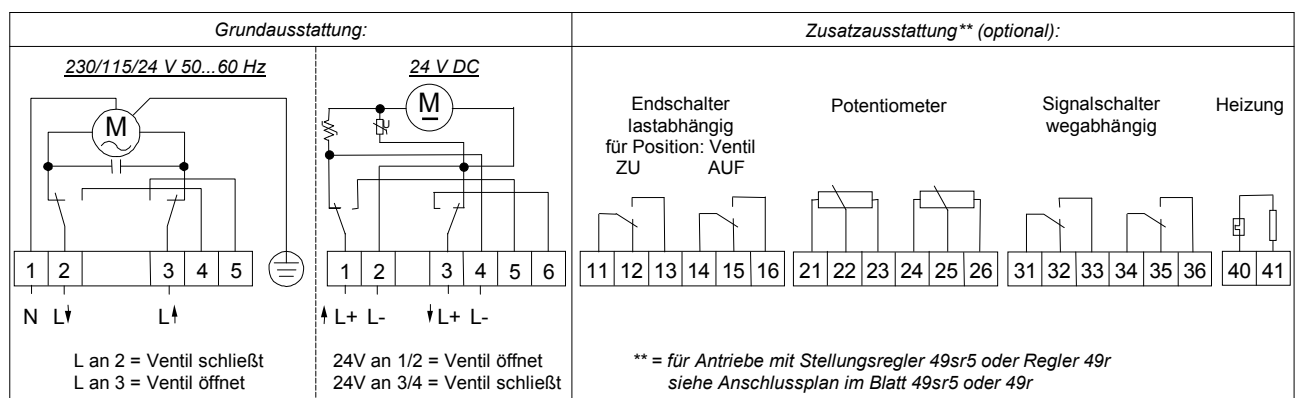 Grundausstattung:
Zusatzausstattung** (optional):
230/115/24 V 50...60 Hz
24 V DC
M
M
Endschalter
lastabhängig
für Position: Ventil
ZU AUF
Potentiometer
Signalschalter
wegabhängig
Heizung
1 2 3 4 5
1 2 3 4 5 6
11 12 13 14 15 16
21 22 23 24 25 26
31 32 33 34 35 36
40 41
N L L
L+ L- L+ L-
L an 2 = Ventil schließt
L an 3 = Ventil öffnet
24V an 1/2 = Ventil öffnet
24V an 3/4 = Ventil schließt
** = für Antriebe mit Stellungsregler 49sr5 oder Regler 49r
siehe Anschlussplan im Blatt 49sr5 oder 49r